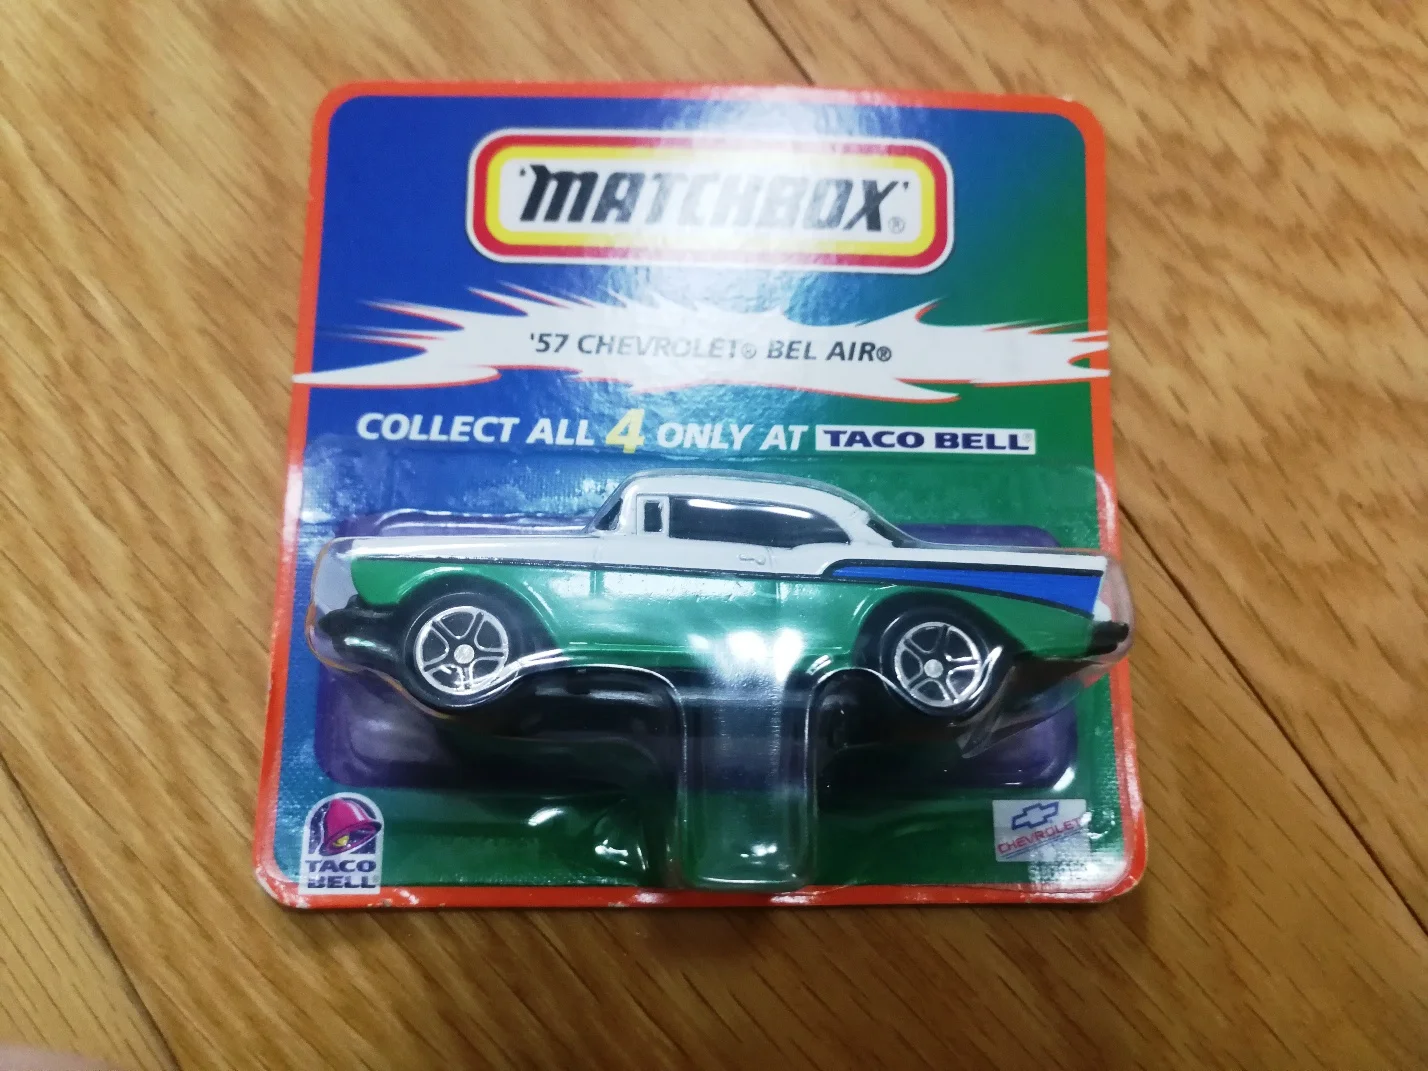 'MATCHBOX'®
'57 CHEVROLET® BEL AIR®
COLLECT ALL 4 ONLY AT TACO BELL®
TACO
BELL®
CHEVROLET